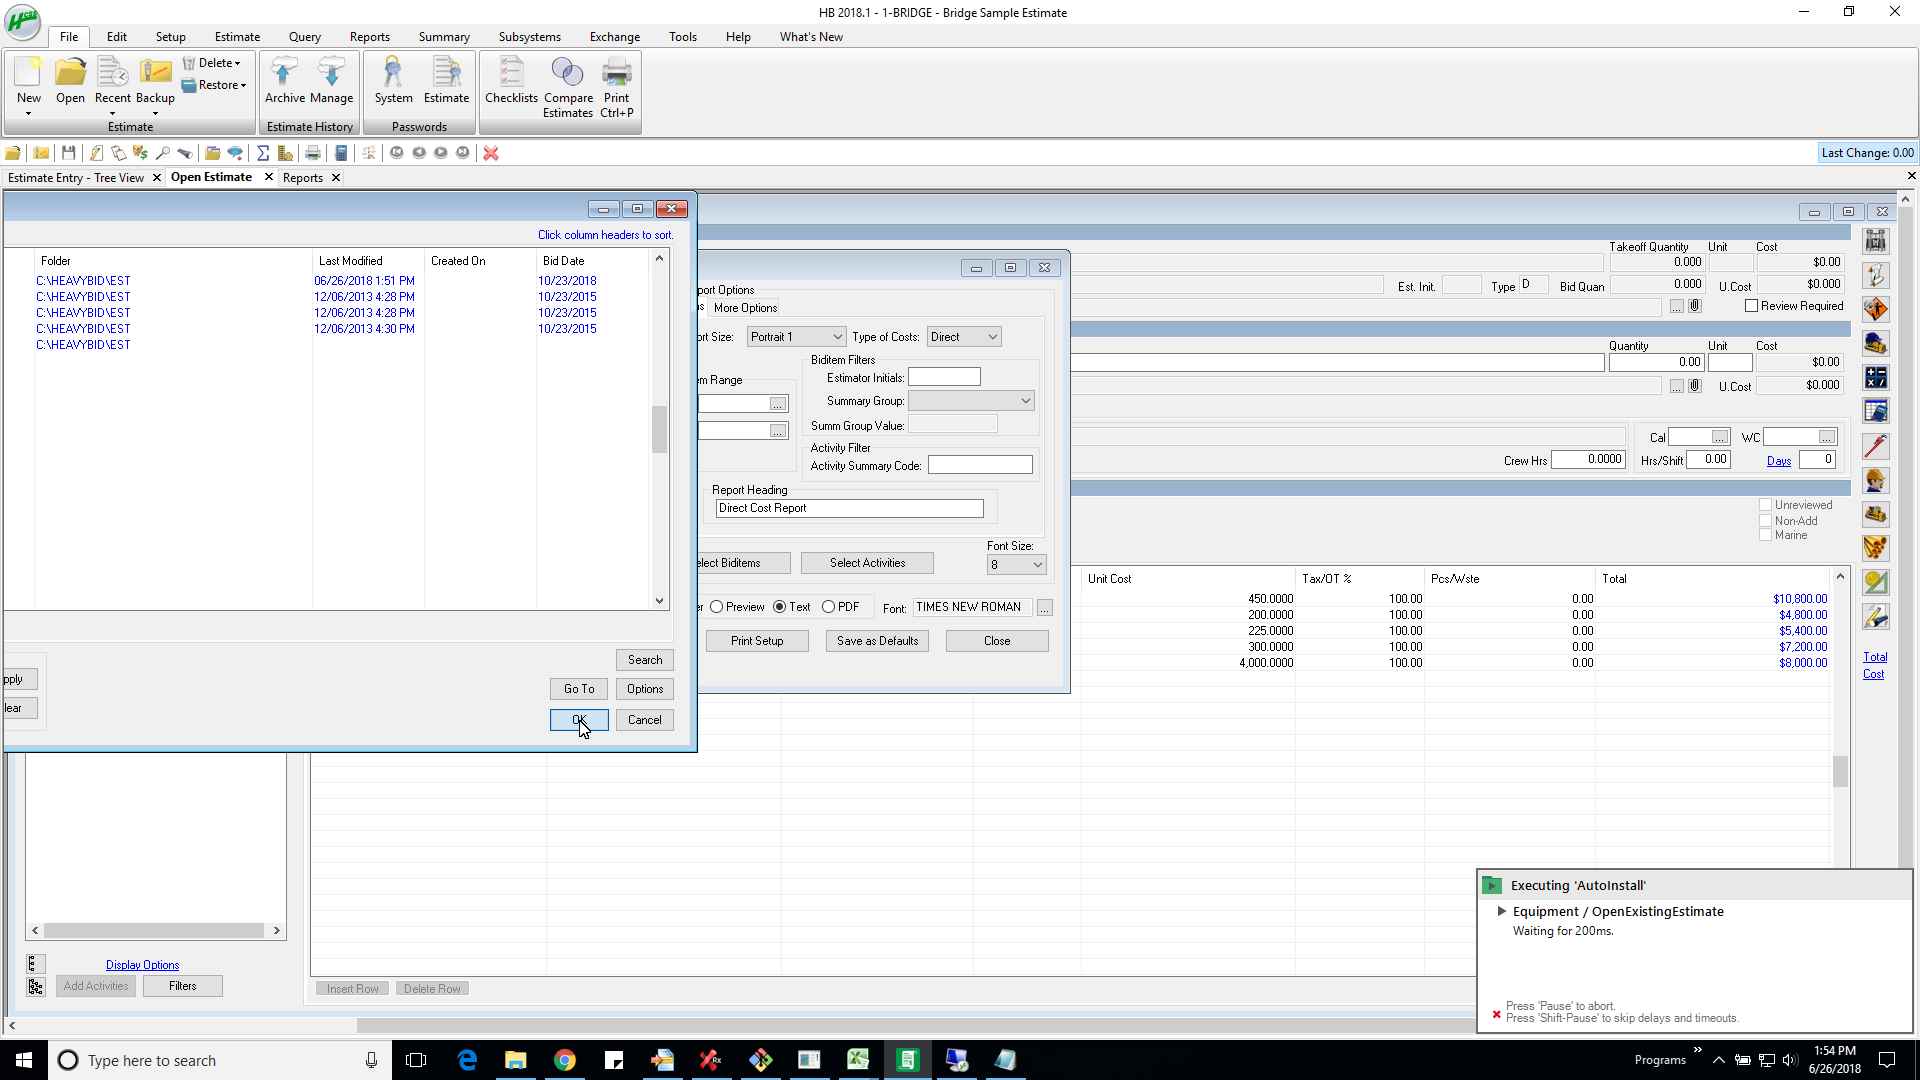 HB 2018.1 - 1-BRIDGE - Bridge Sample Estimate
File Edit Setup Estimate Query Reports Summary Subsystems Exchange Tools Help What's New
New Open Recent Backup Delete Restore
Estimate
Archive Manage
Estimate History
System Estimate
Passwords
Checklists Compare Estimates Print Ctrl+P
Last Change: 0.00
Estimate Entry - Tree View Open Estimate Reports
Click column headers to sort.
Folder Last Modified Created On Bid Date
C:\HEAVYBID\EST 06/26/2018 1:51 PM 10/23/2018
C:\HEAVYBID\EST 12/06/2013 4:28 PM 10/23/2015
C:\HEAVYBID\EST 12/06/2013 4:28 PM 10/23/2015
C:\HEAVYBID\EST 12/06/2013 4:30 PM 10/23/2015
C:\HEAVYBID\EST
Search
pply Go To Options
lear OK Cancel
port Options
s More Options
ort Size: Portrait 1 Type of Costs: Direct
Biditem Filters
Estimator Initials:
em Range
Summary Group:
Summ Group Value:
Activity Filter
Activity Summary Code:
Report Heading
Direct Cost Report
elect Biditems Select Activities
Font Size:
8
er Preview Text PDF Font: TIMES NEW ROMAN ...
Print Setup Save as Defaults Close
Takeoff Quantity Unit Cost
0.000 $0.00
Est. Init. Type D Bid Quan 0.000 U.Cost $0.00
... Review Required
Quantity Unit Cost
0.00 $0.00
... U.Cost $0.000
Cal ... WC ...
Crew Hrs 0.0000 Hrs/Shift 0.00 Days 0
Unreviewed
Non-Add
Marine
Unit Cost Tax/OT % Pcs/Wste Total
450.0000 100.00 0.00 $10,800.00
200.0000 100.00 0.00 $4,800.00
225.0000 100.00 0.00 $5,400.00
300.0000 100.00 0.00 $7,200.00
4,000.0000 100.00 0.00 $8,000.00
Total
Cost
Display Options
Add Activities Filters
Insert Row Delete Row
Executing 'AutoInstall'
Equipment / OpenExistingEstimate
Waiting for 200ms.
Press 'Pause' to abort.
Press 'Shift-Pause' to skip delays and timeouts.
Type here to search
Programs
1:54 PM
6/26/2018